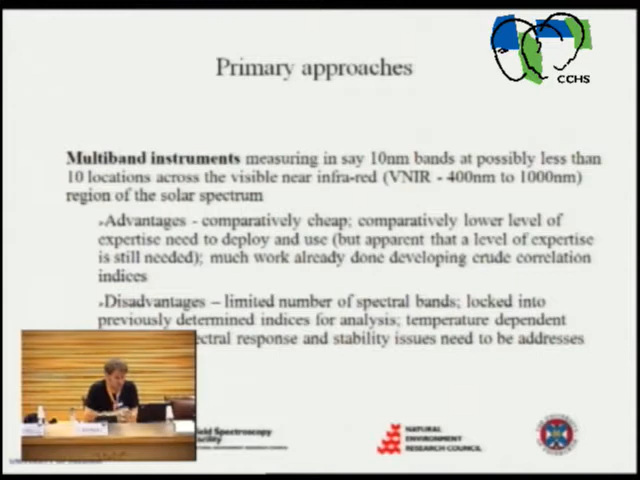 CCHS
Primary approaches
Multiband instruments measuring in say 10nm bands at possibly less than
10 locations across the visible near infra-red (VNIR - 400nm to 1000nm)
region of the solar spectrum
Advantages - comparatively cheap; comparatively lower level of
expertise need to deploy and use (but apparent that a level of expertise
is still needed); much work already done developing crude correlation
indices
Disadvantages – limited number of spectral bands; locked into
previously determined indices for analysis; temperature dependent
response and stability issues need to be addresses
Spectroscopy
NATURAL
ENVIRONMENT
RESEARCH COUNCIL